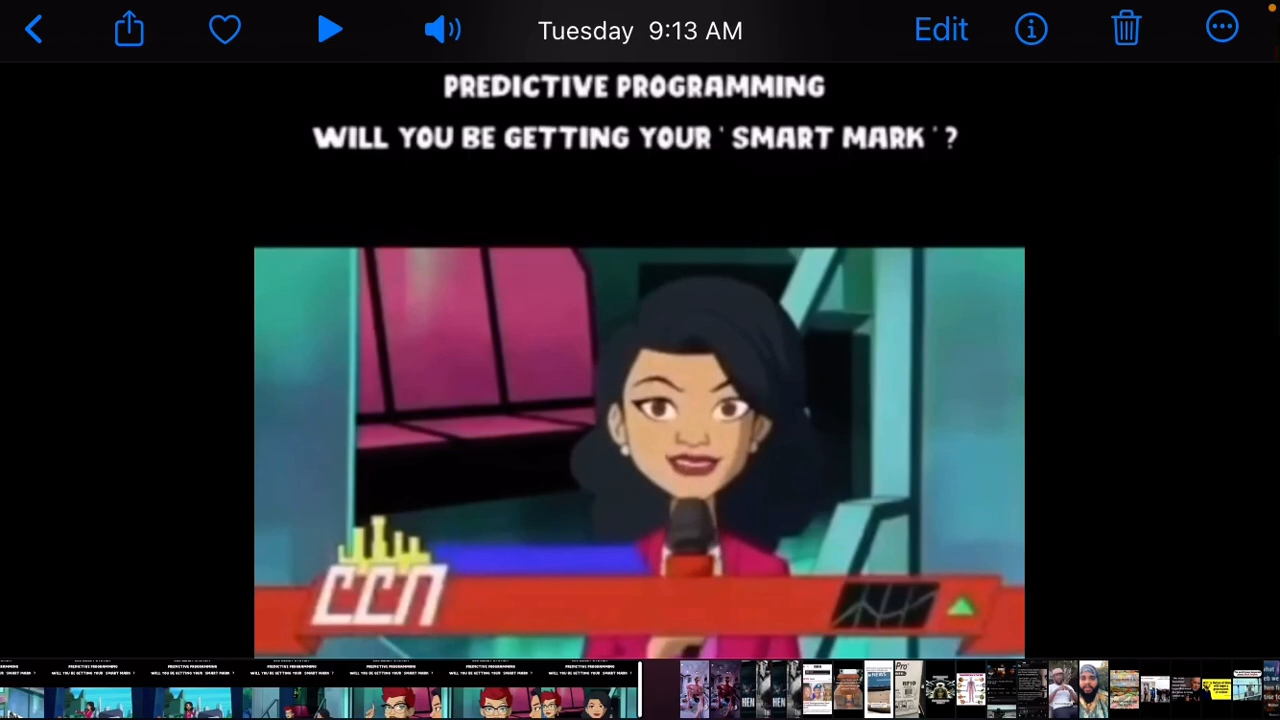 Tuesday 9:13 AM
Edit
PREDICTIVE PROGRAMMING
WILL YOU BE GETTING YOUR ' SMART MARK ' ?
CCN